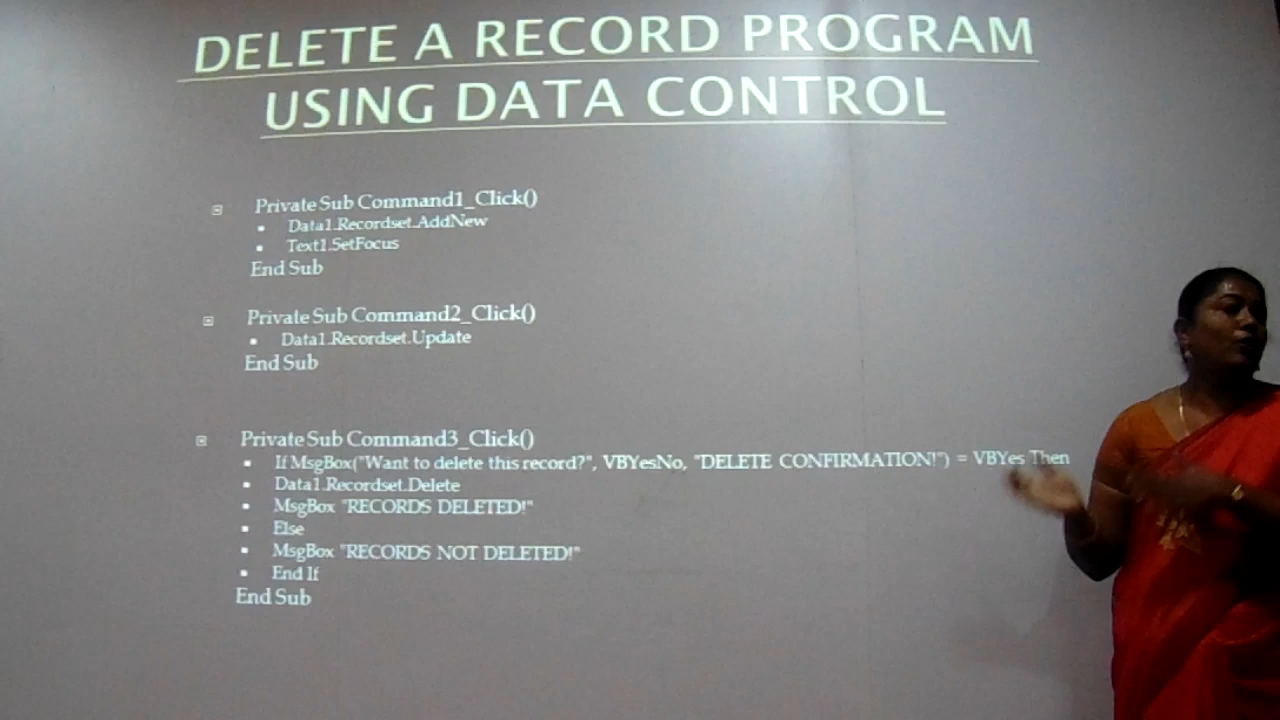 DELETE A RECORD PROGRAM
USING DATA CONTROL
Private Sub Command1_Click()
Data1.Recordset.AddNew
Text1.SetFocus
End Sub
Private Sub Command2_Click()
Data1.Recordset.Update
End Sub
Private Sub Command3_Click()
If MsgBox("Want to delete this record?", VBYesNo, "DELETE CONFIRMATION!") = VBYes Then
Data1.Recordset.Delete
MsgBox "RECORDS DELETED!"
Else
MsgBox "RECORDS NOT DELETED!"
End If
End Sub